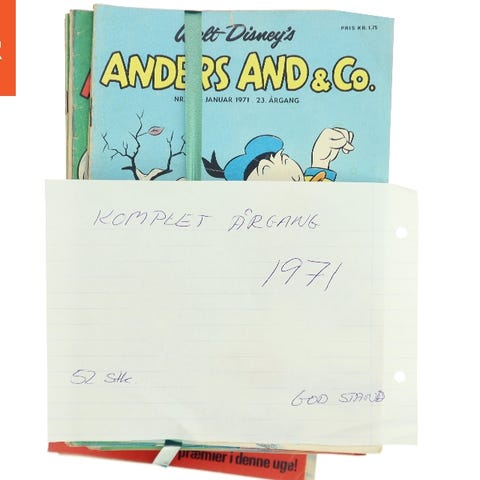 Walt Disney's
PRIS KR. 1.75
ANDERS AND & Co.
NR. JANUAR 1971 23. ÅRGANG
KOMPLET ÅRGANG
1971
52 stk.
GOD STAND
præmier i denne uge!